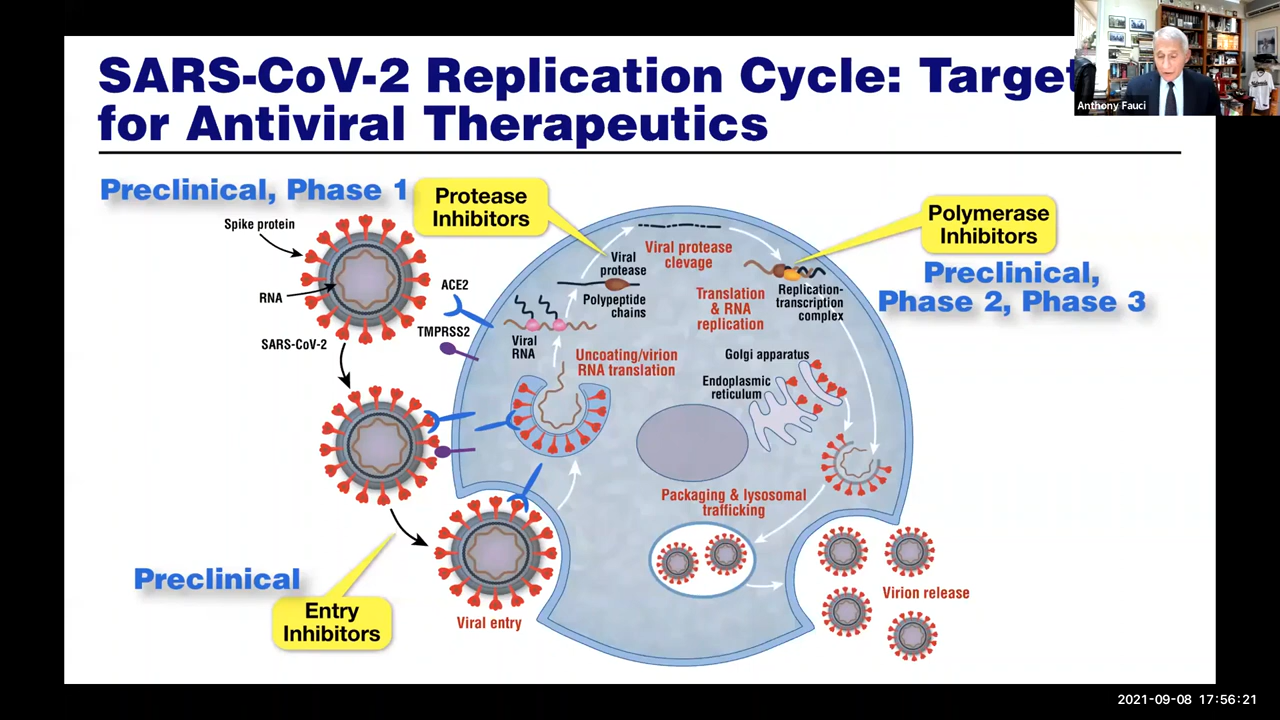 SARS-CoV-2 Replication Cycle: Target
for Antiviral Therapeutics
Anthony Fauci
Preclinical, Phase 1
Protease
Inhibitors
Polymerase
Inhibitors
Preclinical,
Phase 2, Phase 3
Spike protein
RNA
SARS-CoV-2
ACE2
TMPRSS2
Viral
protease
Polypeptide
chains
Viral protease
clevage
Translation
& RNA
replication
Replication-
transcription
complex
Viral
RNA
Uncoating/virion
RNA translation
Golgi apparatus
Endoplasmic
reticulum
Packaging & lysosomal
trafficking
Preclinical
Entry
Inhibitors
Viral entry
Virion release
2021-09-08 17:56:21